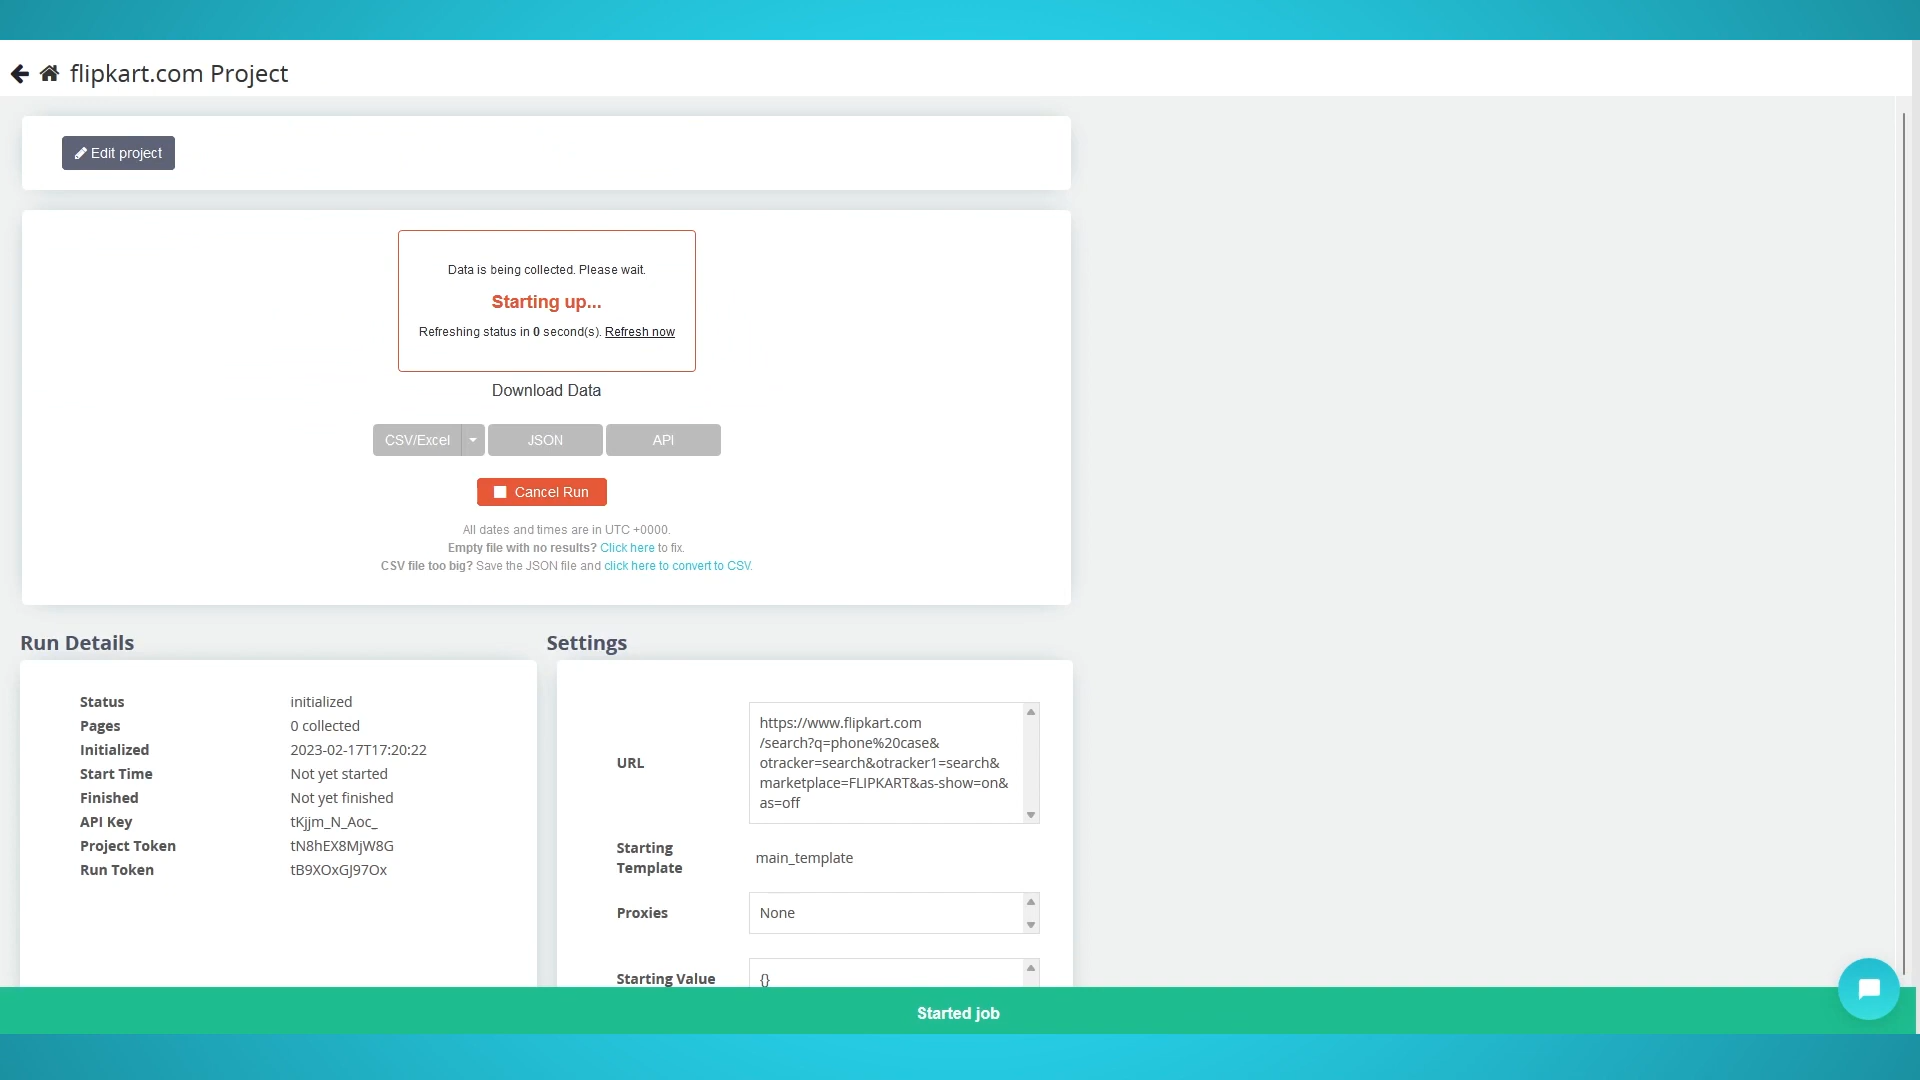 flipkart.com Project
Edit project
Data is being collected. Please wait.
Starting up...
Refreshing status in 0 second(s). Refresh now
Download Data
CSV/Excel
JSON
API
Cancel Run
All dates and times are in UTC +0000.
Empty file with no results? Click here to fix.
CSV file too big? Save the JSON file and click here to convert to CSV.
Run Details
Status initialized
Pages 0 collected
Initialized 2023-02-17T17:20:22
Start Time Not yet started
Finished Not yet finished
API Key tKjjm_N_Aoc_
Project Token tN8hEX8MjW8G
Run Token tB9XOxGJ97Ox
Settings
URL
https://www.flipkart.com
/search?q=phone%20case&
otracker=search&otracker1=search&
marketplace=FLIPKART&as-show=on&
as=off
Starting
Template
main_template
Proxies None
Starting Value {}
Started job